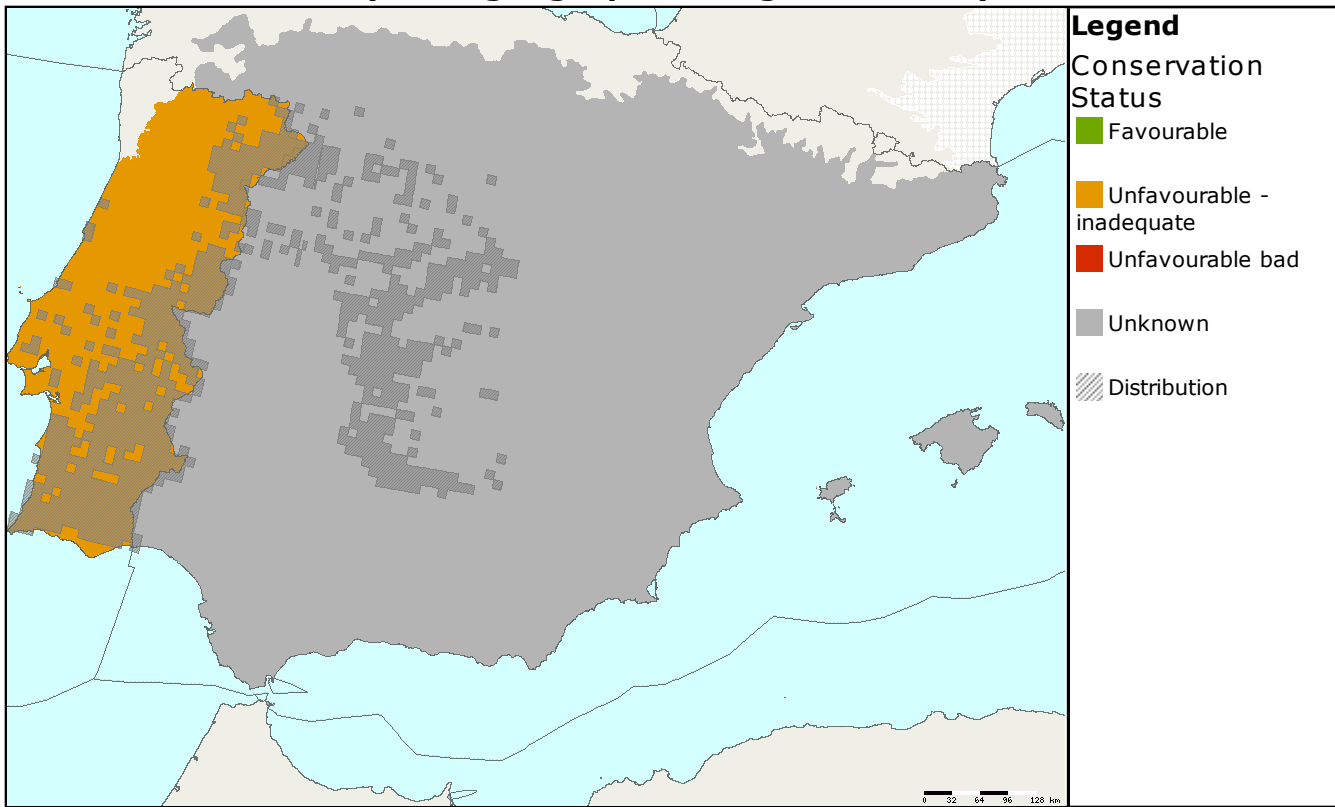 Legend
Conservation
Status
Favourable
Unfavourable -
inadequate
Unfavourable bad
Unknown
Distribution
0 32 64 96 128 km